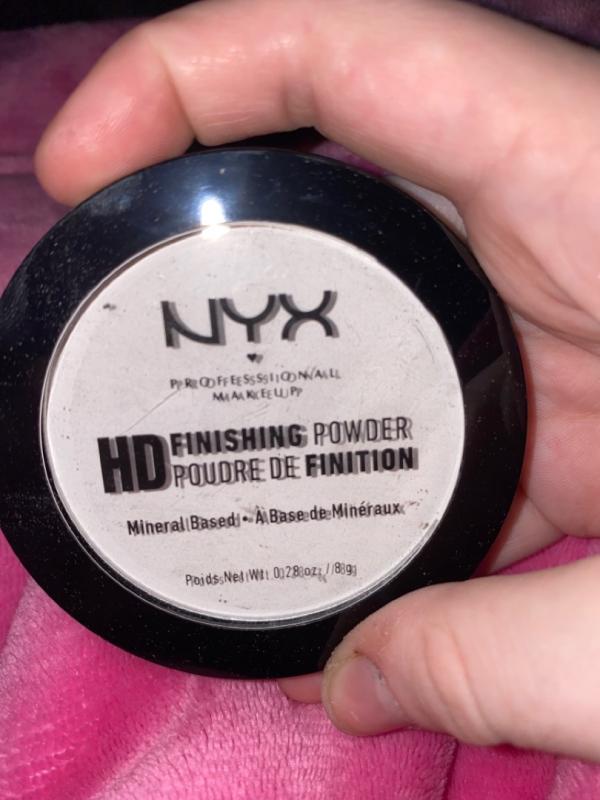 NYX
PROFESSIONAL
MAKEUP
HD FINISHING POWDER
POUDRE DE FINITION
Mineral Based • À Base de Minéraux
Poids Net Wt. 0.28 oz. / 8 g